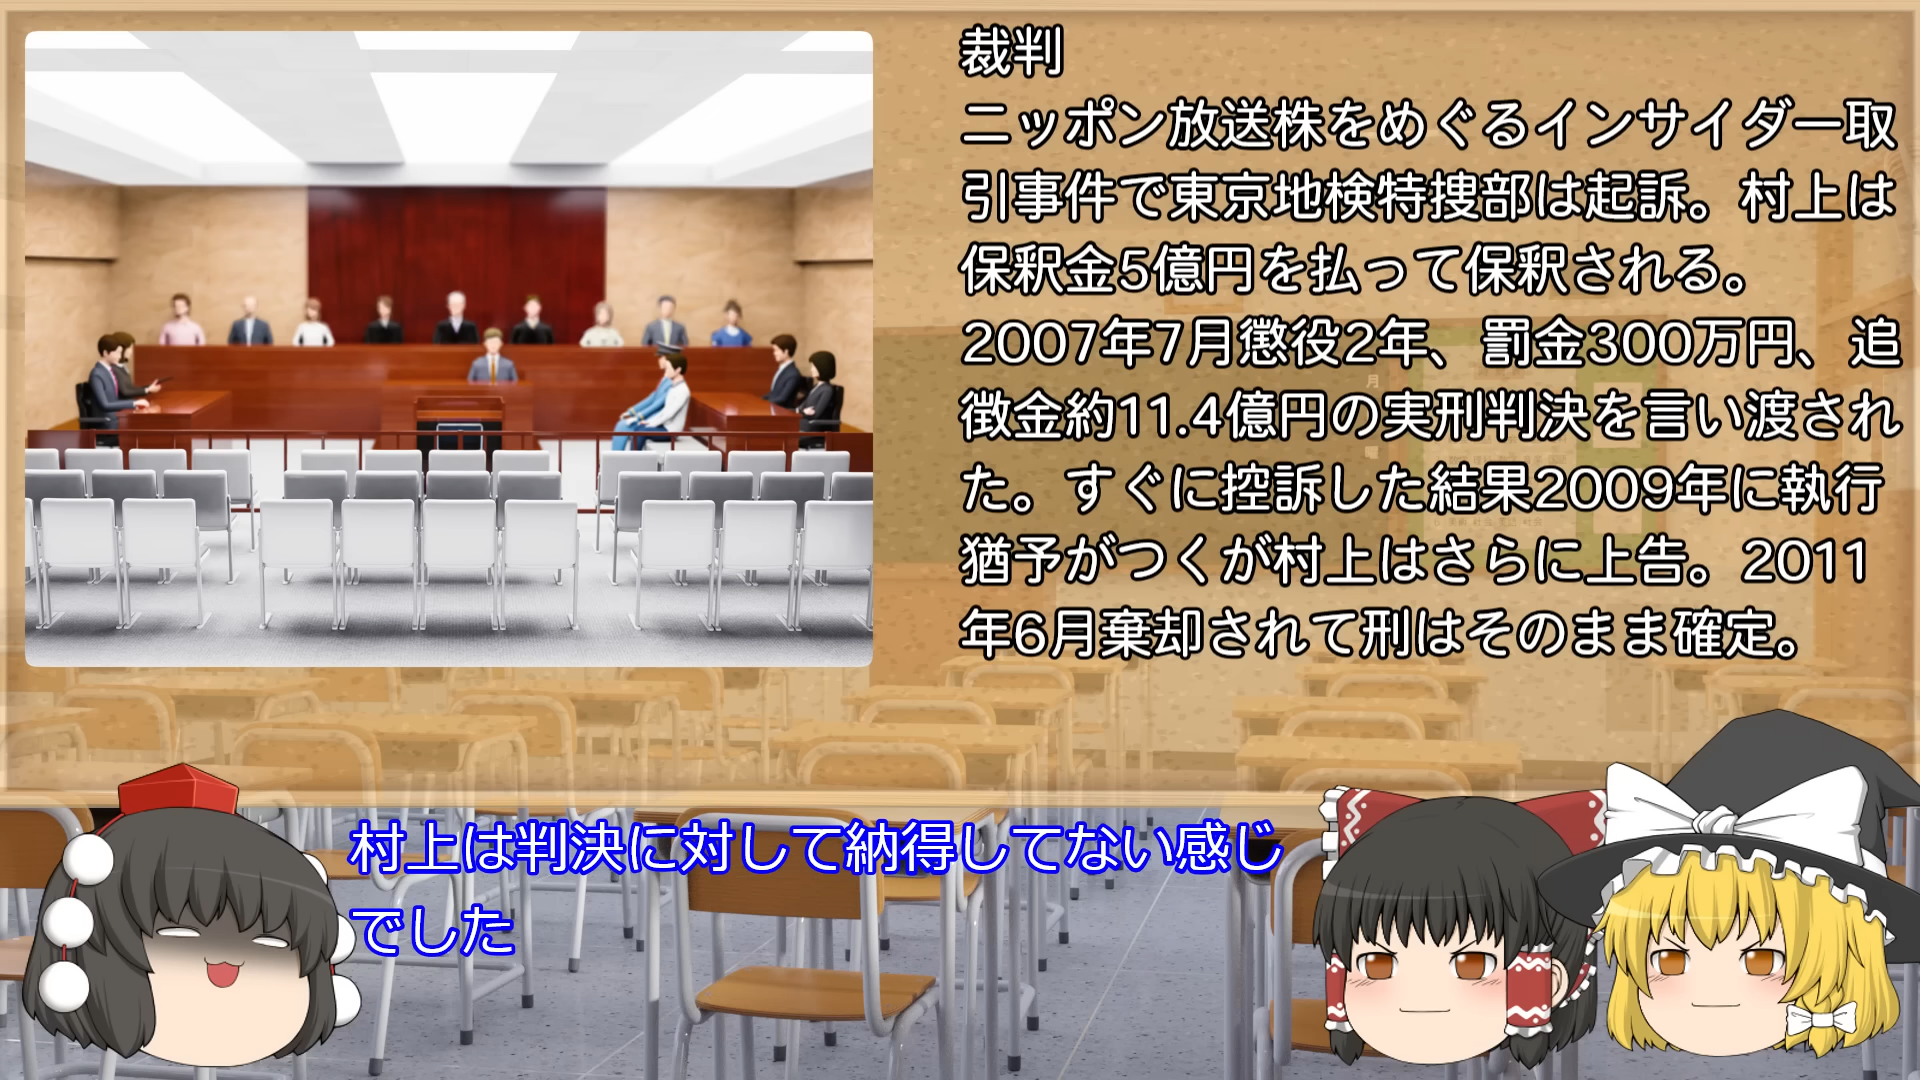 裁判
ニッポン放送株をめぐるインサイダー取
引事件で東京地検特捜部は起訴。村上は
保釈金5億円を払って保釈される。
2007年7月懲役2年、罰金300万円、追
徴金約11.4億円の実刑判決を言い渡され
た。すぐに控訴した結果2009年に執行
猶予がつくが村上はさらに上告。2011
年6月棄却されて刑はそのまま確定。
村上は判決に対して納得してない感じ
でした